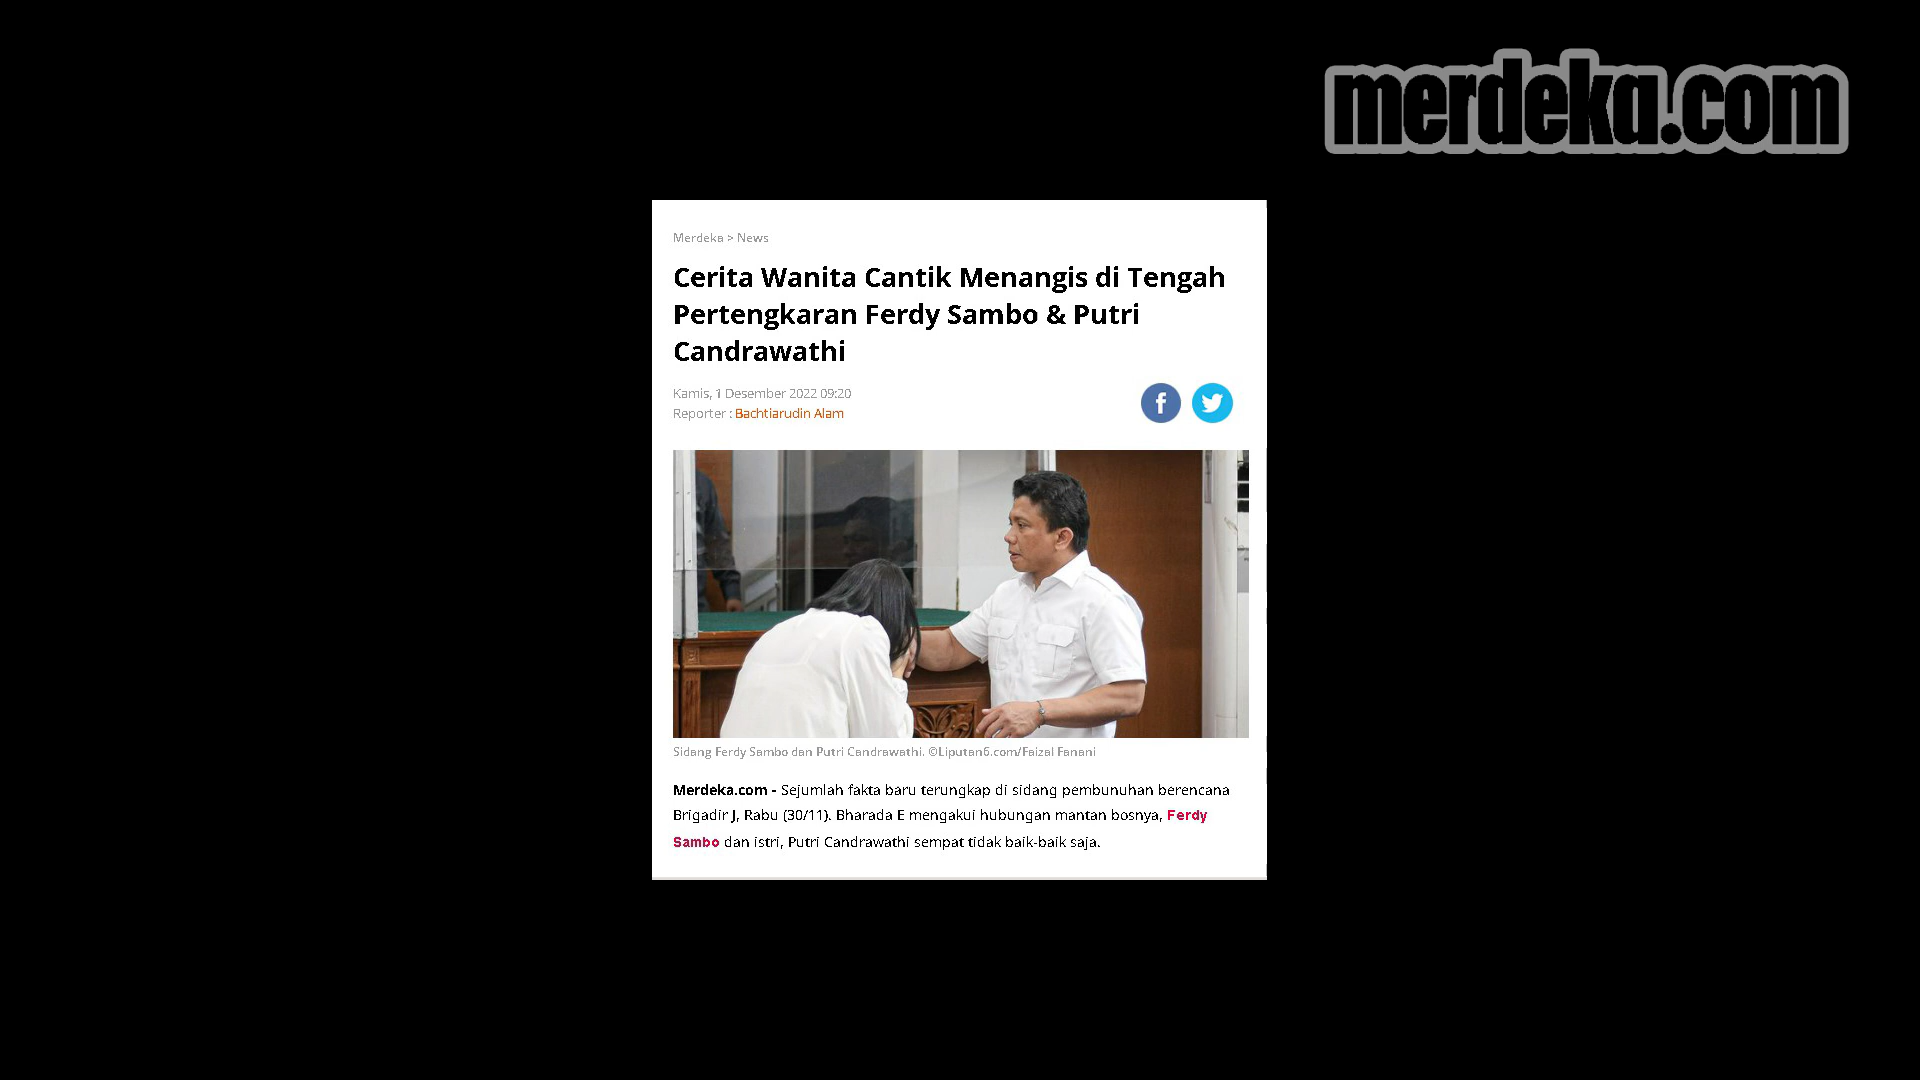 merdeka.com
Merdeka > News
Cerita Wanita Cantik Menangis di Tengah
Pertengkaran Ferdy Sambo & Putri
Candrawathi
Kamis, 1 Desember 2022 09:20
Reporter : Bachtiarudin Alam
Sidang Ferdy Sambo dan Putri Candrawathi. ©Liputan6.com/Faizal Fanani
Merdeka.com - Sejumlah fakta baru terungkap di sidang pembunuhan berencana
Brigadir J, Rabu (30/11). Bharada E mengakui hubungan mantan bosnya, Ferdy
Sambo dan istri, Putri Candrawathi sempat tidak baik-baik saja.